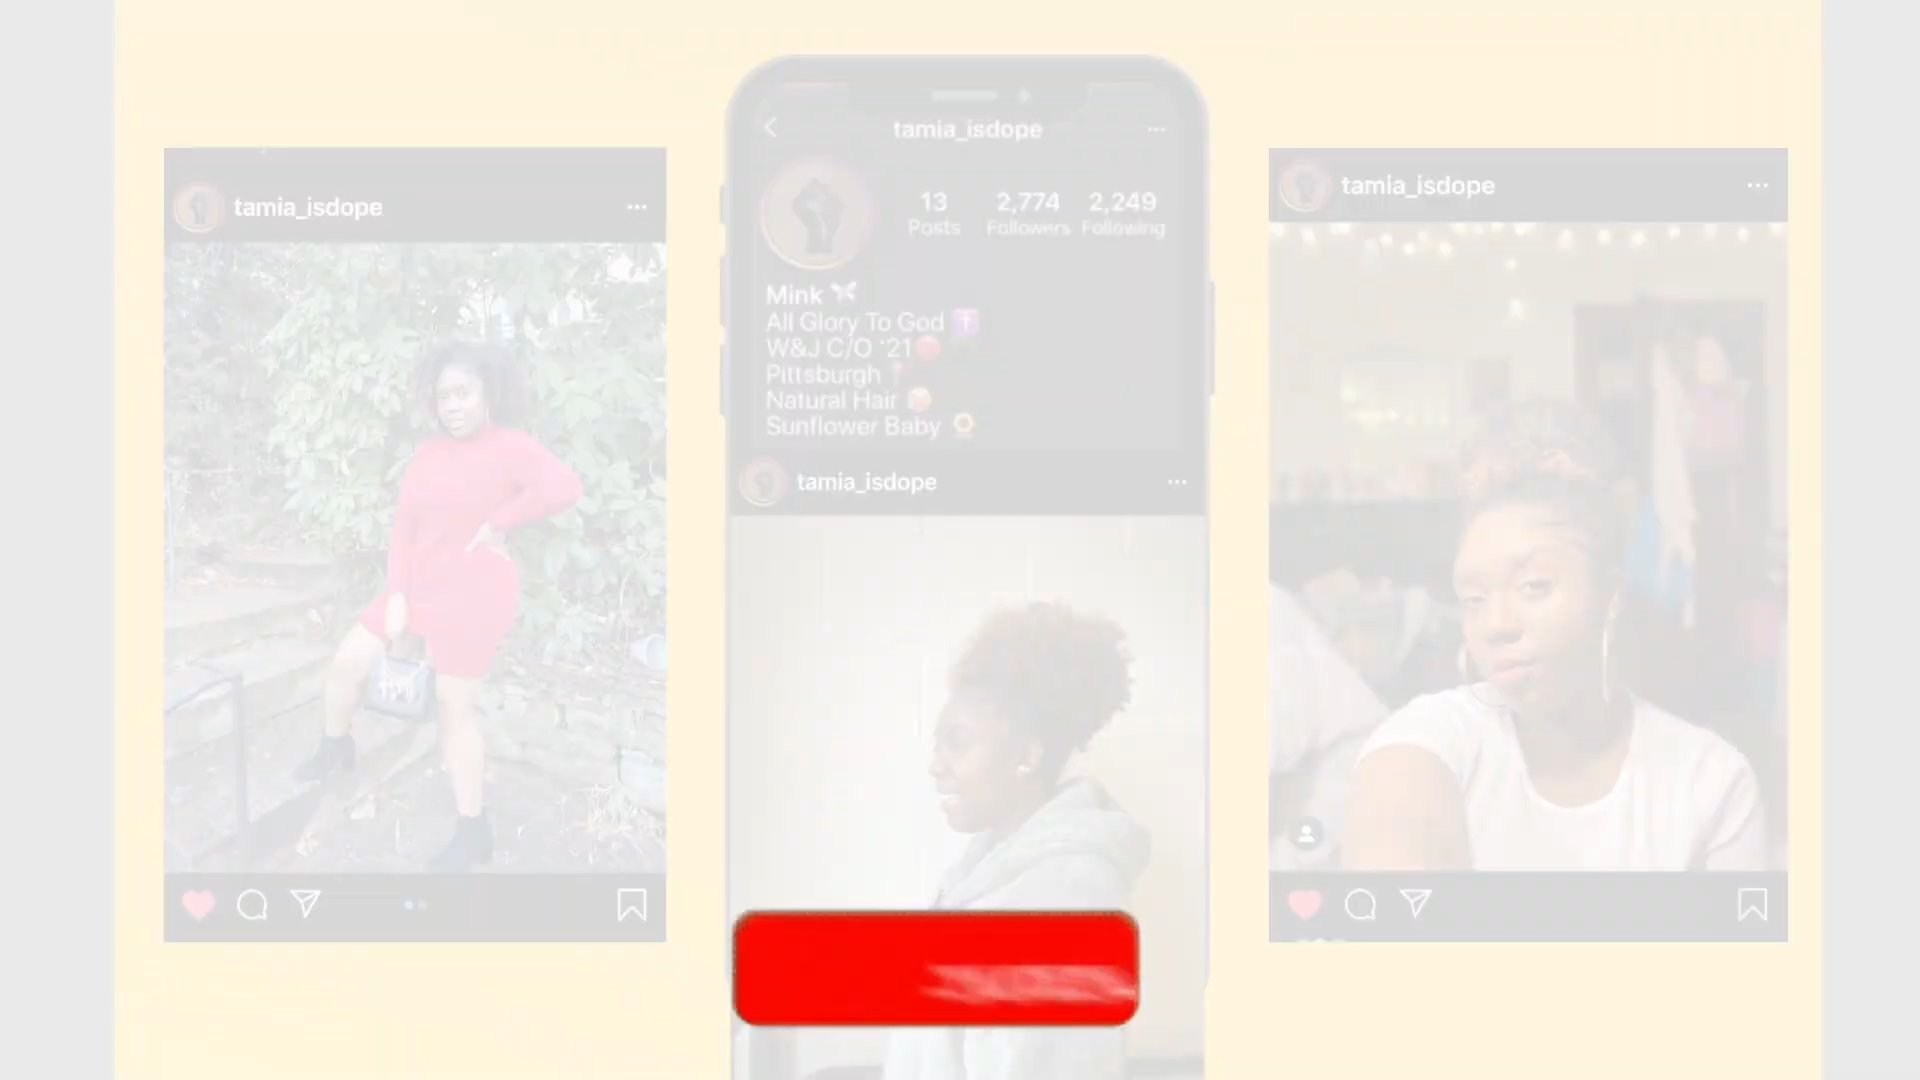 tamia_isdope
tamia_isdope
13 2,774 2,249
Posts Followers Following
Mink
All Glory To God
W&J C/O '21
Pittsburgh
Natural Hair
Sunflower Baby
tamia_isdope
tamia_isdope